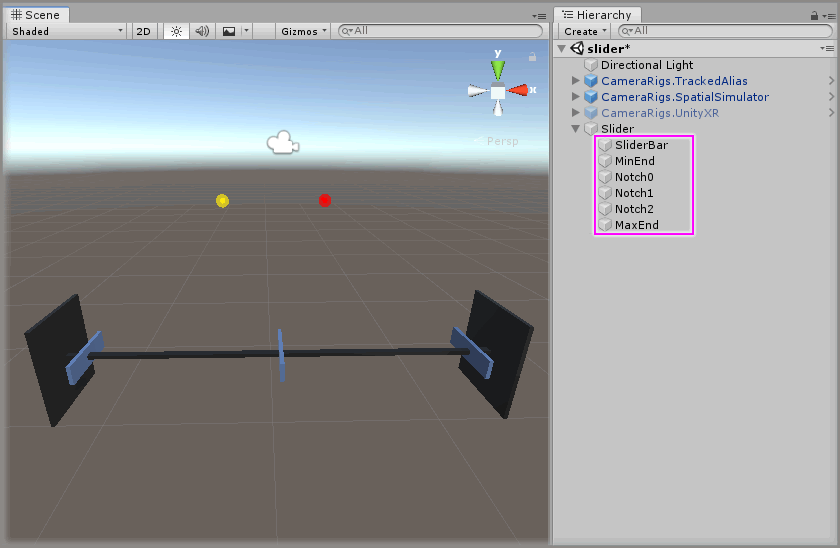 Scene
Shaded
2D
Gizmos
All
y
x
Persp
Hierarchy
Create
All
slider*
Directional Light
CameraRigs.TrackedAlias
CameraRigs.SpatialSimulator
CameraRigs.UnityXR
Slider
SliderBar
MinEnd
Notch0
Notch1
Notch2
MaxEnd